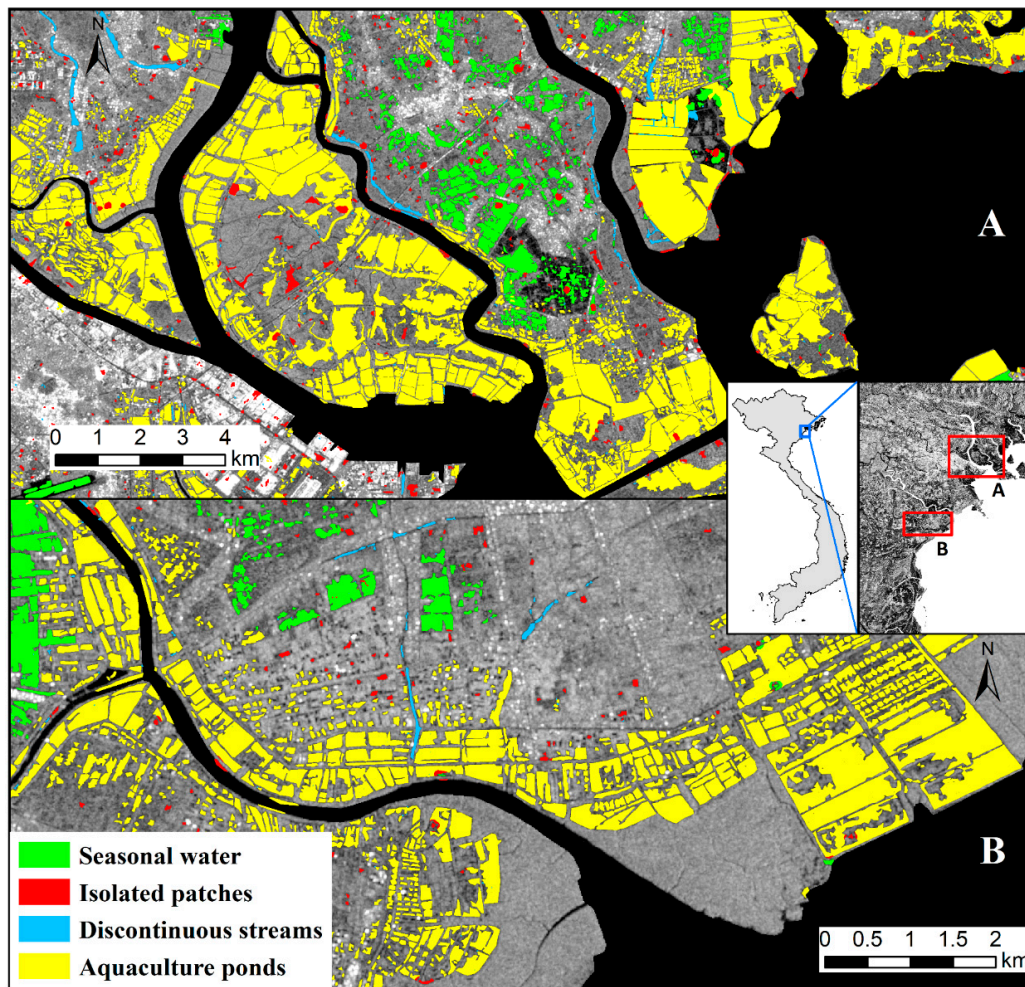 N
A
0 1 2 3 4
km
A
B
N
B
Seasonal water
Isolated patches
Discontinuous streams
Aquaculture ponds
0 0.5 1 1.5 2
km